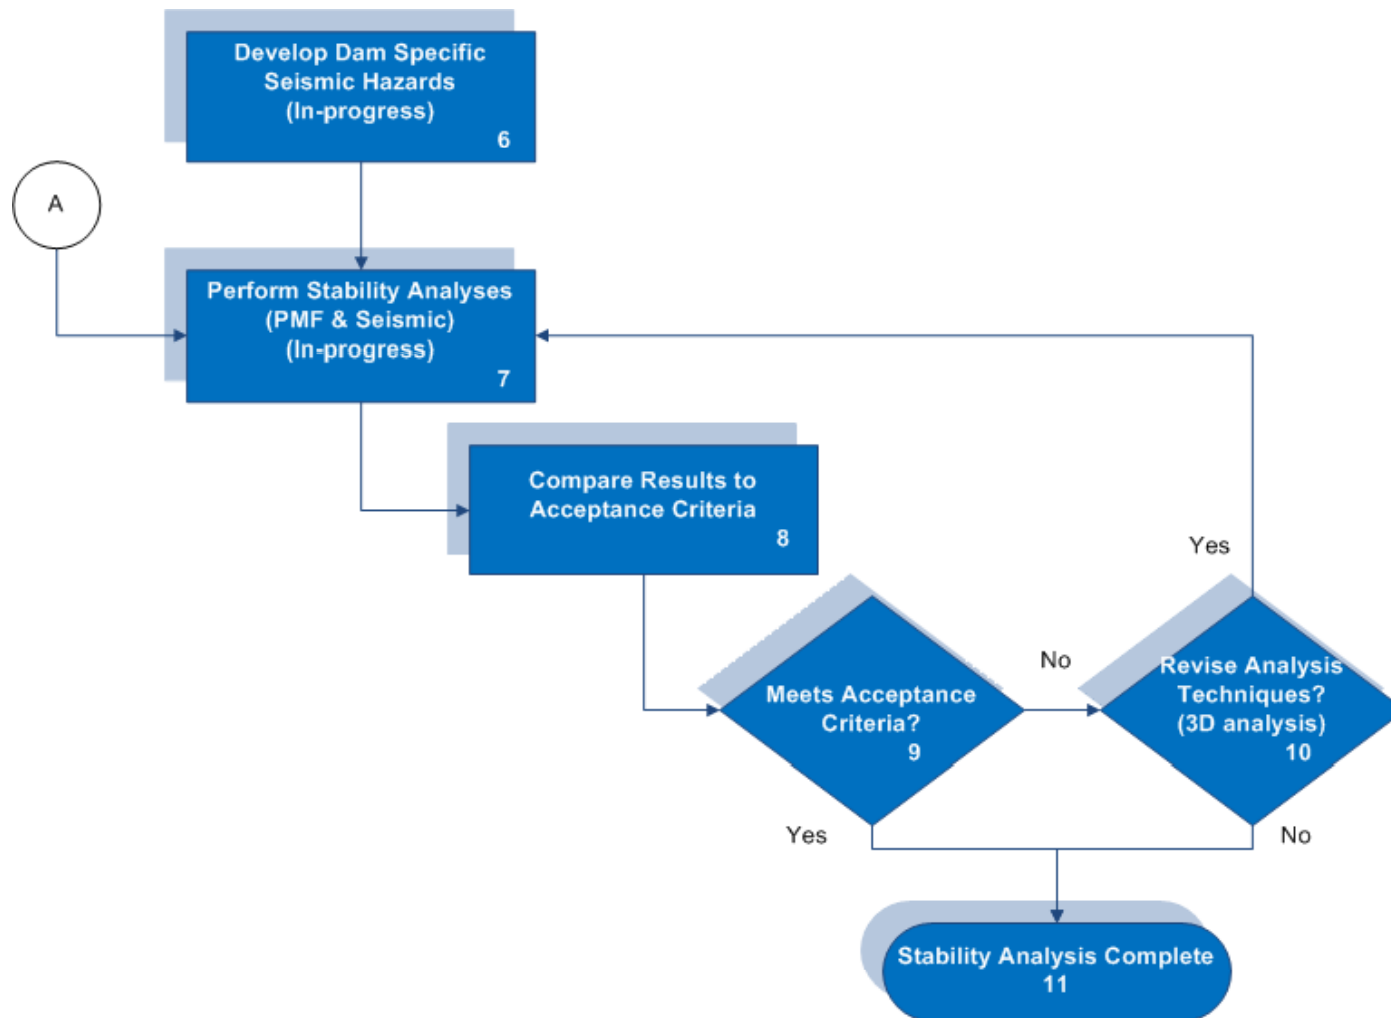 Develop Dam Specific
Seismic Hazards
(In-progress)
6
A
Perform Stability Analyses
(PMF & Seismic)
(In-progress)
7
Compare Results to
Acceptance Criteria
8
Yes
No
Meets Acceptance
Criteria?
9
Revise Analysis
Techniques?
(3D analysis)
10
Yes
No
Stability Analysis Complete
11